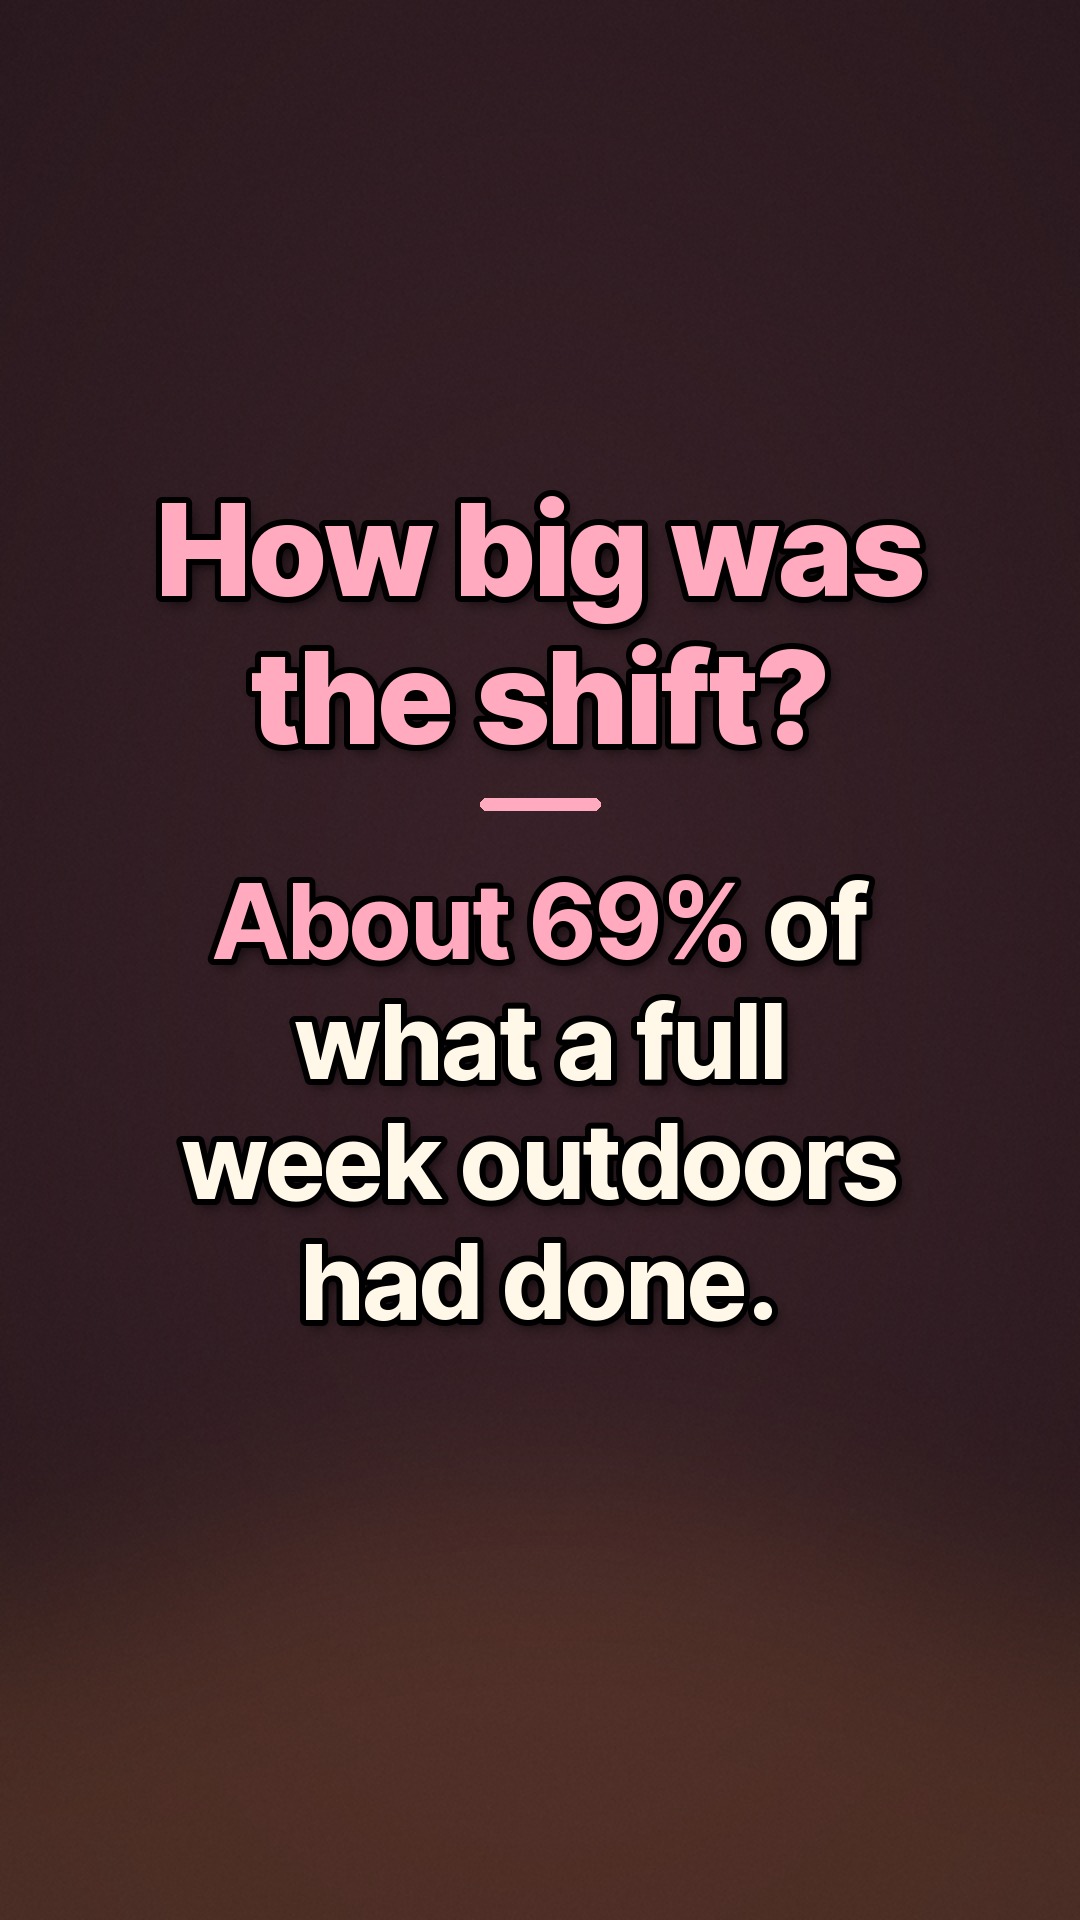 How big was
the shift?
About 69% of
what a full
week outdoors
had done.